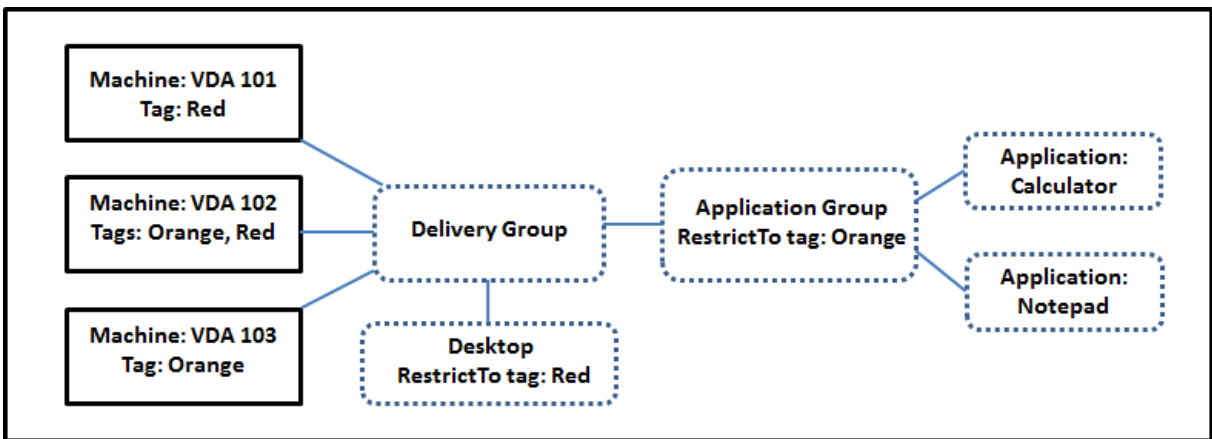 Machine: VDA 101
Tag: Red
Machine: VDA 102
Tags: Orange, Red
Machine: VDA 103
Tag: Orange
Delivery Group
Desktop
RestrictTo tag: Red
Application Group
RestrictTo tag: Orange
Application:
Calculator
Application:
Notepad